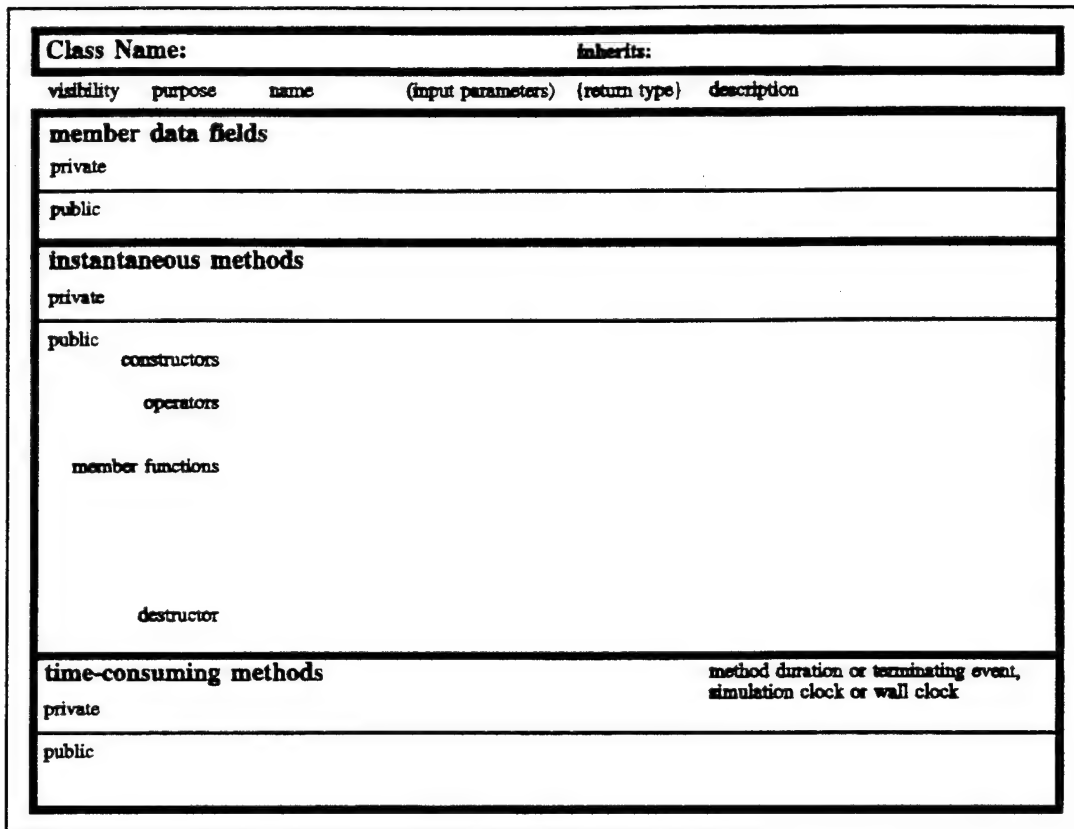 Class Name: inherits:
visibility purpose name (input parameters) {return type} description
member data fields
private
public
instantaneous methods
private
public
constructors
operators
member functions
destructor
time-consuming methods method duration or terminating event,
simulation clock or wall clock
private
public